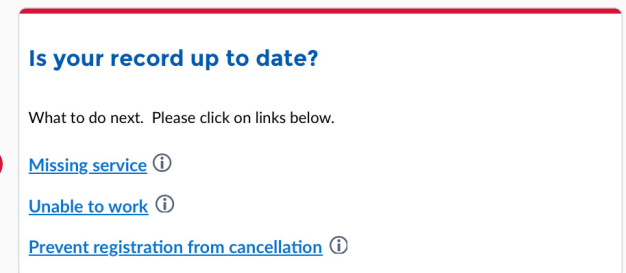 Is your record up to date?
What to do next.  Please click on links below.
Missing service
Unable to work
Prevent registration from cancellation